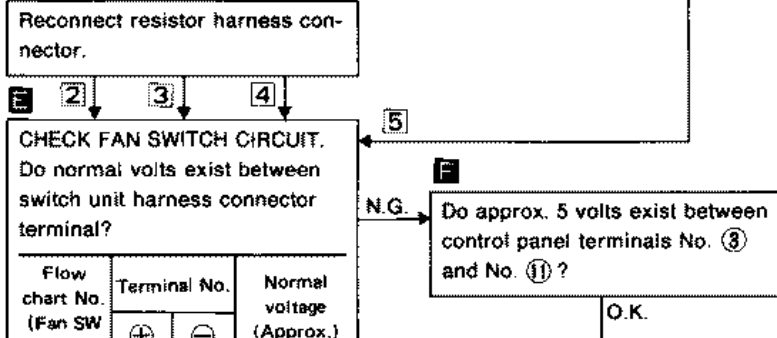 Reconnect resistor harness con-
nector.
E 2 3 4
5
CHECK FAN SWITCH CIRCUIT.
Do normal volts exist between
switch unit harness connector
terminal?
Flow
chart No.
(Fan SW
Terminal No.
⊕ ⊖
Normal
voltage
(Approx.)
N.G.
F
Do approx. 5 volts exist between
control panel terminals No. ③
and No. ⑪ ?
O.K.